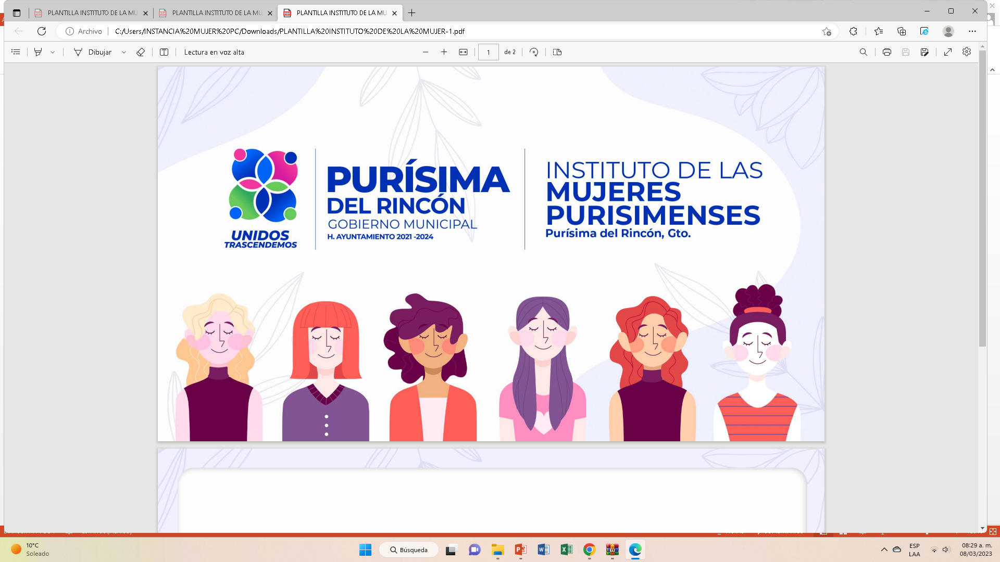 PLANTILLA INSTITUTO DE LA MU
PLANTILLA INSTITUTO DE LA MU
PLANTILLA INSTITUTO DE LA MU
Archivo
C:/Users/INSTANCIA%20MUJER%20PC/Downloads/PLANTILLA%20INSTITUTO%20DE%20LA%20MUJER-1.pdf
Dibujar
Lectura en voz alta
1
de 2
UNIDOS
TRASCENDEMOS
PURÍSIMA
DEL RINCÓN
GOBIERNO MUNICIPAL
H. AYUNTAMIENTO 2021 -2024
INSTITUTO DE LAS
MUJERES
PURISIMENSES
Purísima del Rincón, Gto.
10°C
Soleado
Búsqueda
ESP
LAA
08:29 a. m.
08/03/2023